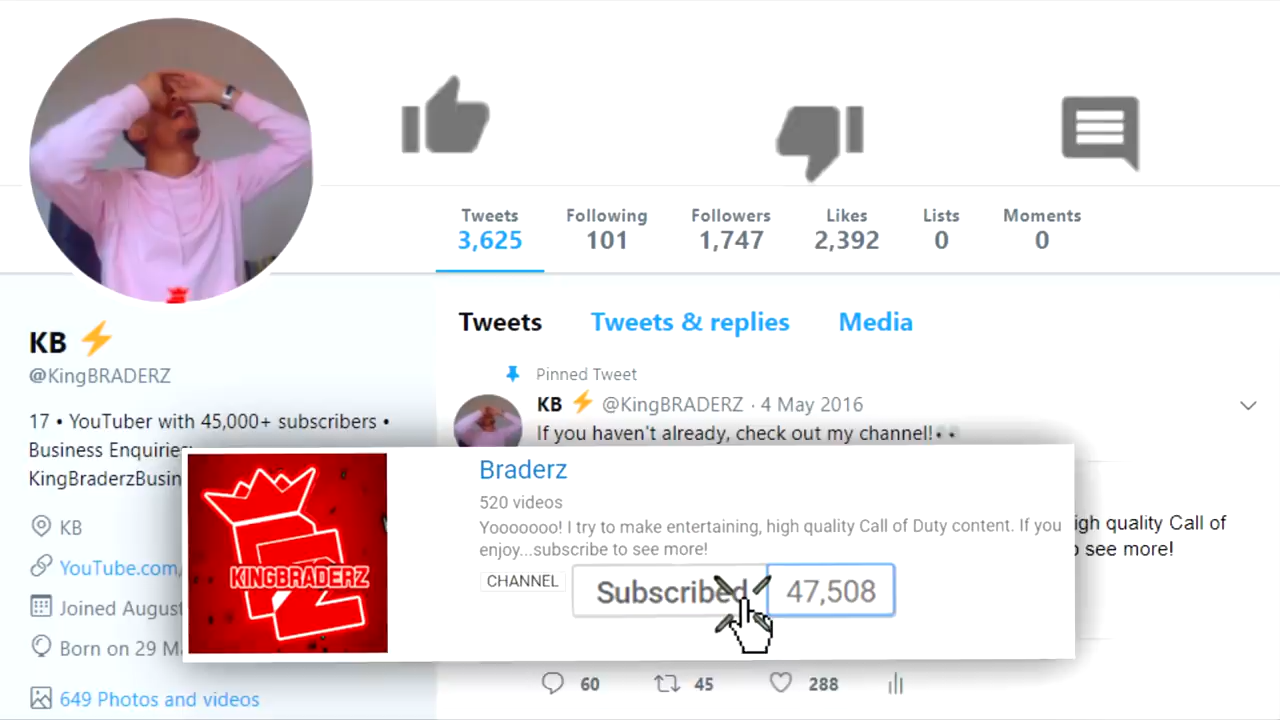 Tweets
3,625
Following
101
Followers
1,747
Likes
2,392
Lists
0
Moments
0
KB ⚡
@KingBRADERZ
17 • YouTuber with 45,000+ subscribers •
Business Enquiries:
KingBraderzBusin
KB
YouTube.com/
Joined August
Born on 29 M
649 Photos and videos
Tweets
Tweets & replies
Media
Pinned Tweet
KB ⚡ @KingBRADERZ · 4 May 2016
If you haven't already, check out my channel!👀
igh quality Call of
see more!
KINGBRADERZ
Braderz
520 videos
Yooooooo! I try to make entertaining, high quality Call of Duty content. If you
enjoy...subscribe to see more!
CHANNEL
Subscribed
47,508
60
45
288